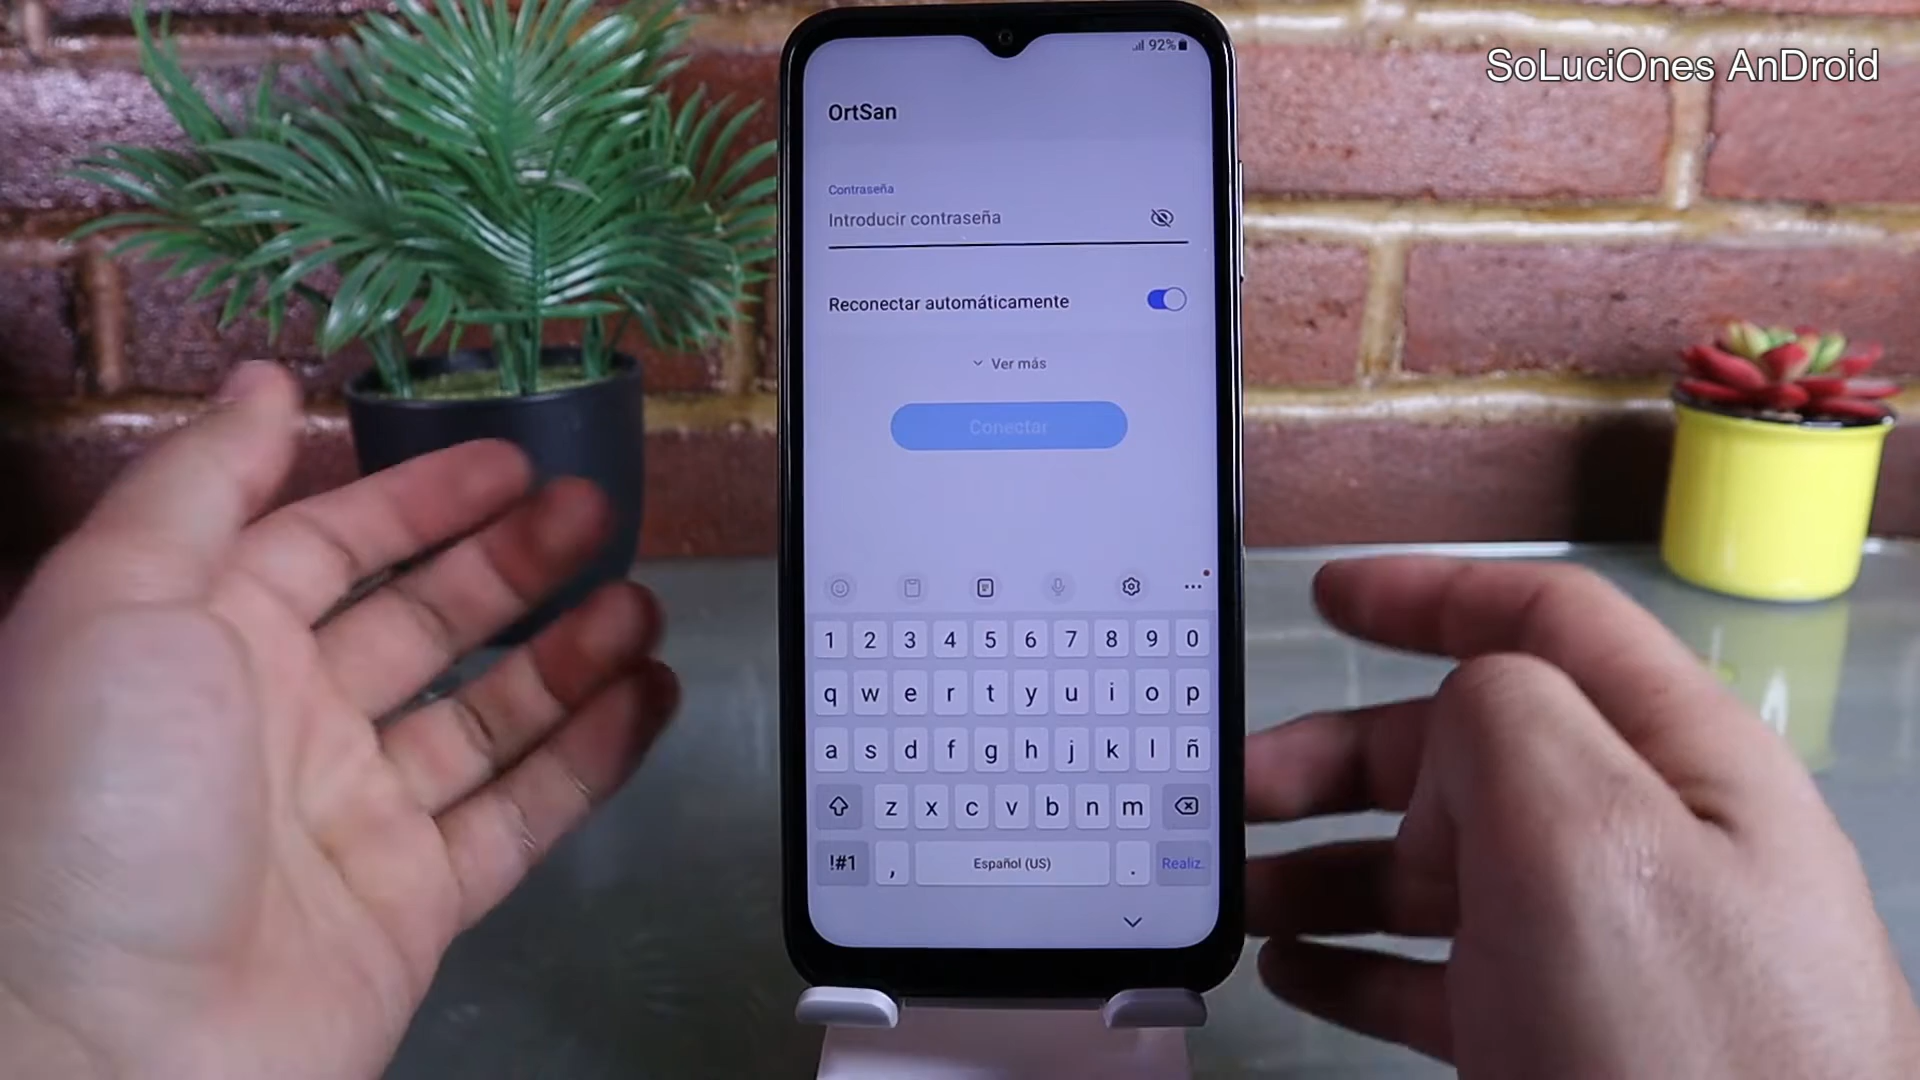 SoLuciOnes AnDroid
92%
OrtSan
Contraseña
Introducir contraseña
Reconectar automáticamente
Ver más
Conectar
1 2 3 4 5 6 7 8 9 0
q w e r t y u i o p
a s d f g h j k l ñ
z x c v b n m
!#1 , Español (US) . Realiz.